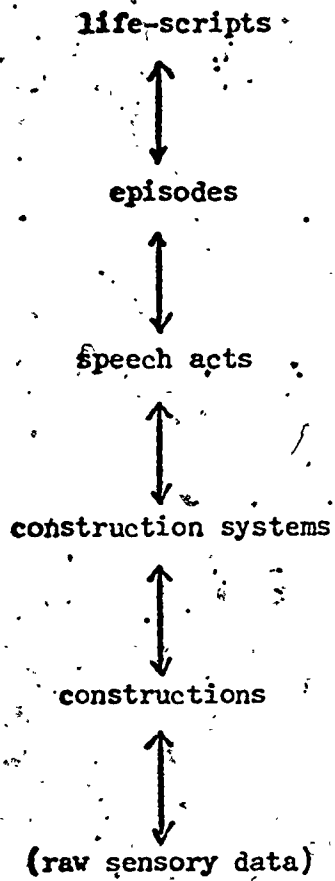 life-scripts
episodes
speech acts
construction systems
constructions
(raw sensory data)